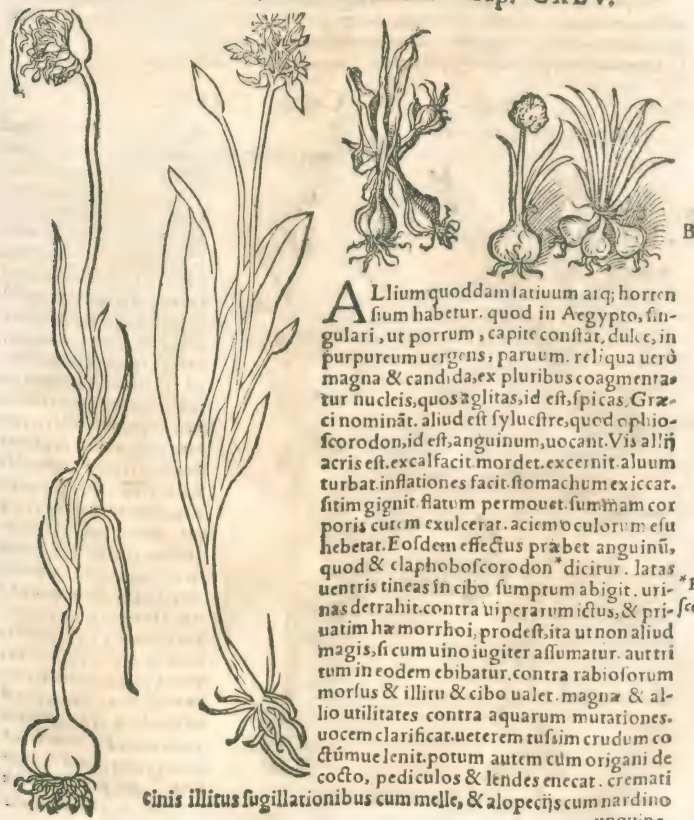 Cap. CXLV.
B
ALlium quoddam satiuum atq; horten
sium habetur. quod in Aegypto, sin-
gulari, ut porrum, capite constat, dulce, in
purpureum uergens, paruum. reliqua uerò
magna & candida, ex pluribus coagmentan
tur nucleis, quos aglitas, id est, spicas, Græ-
ci nominãt. aliud est syluestre, quod ophio-
scorodon, id est, anguinum, uocant. Vis allij
acris est. excalfacit. mordet. excernit. aluum
turbat. inflationes facit. stomachum exiccat.
sitim gignit. flatum permouet. summam cor
poris cutem exulcerat. aciem oculorum esu
hebetat. Eosdem effectus præbet anguinũ,
quod & elaphoboscorodon* dicitur. latas
uentris tineas in cibo sumptum abigit. uri-
nas detrahit. contra uiperarum ictus, & pri-
uatim hæmorrhoi, prodest, ita ut non aliud
magis, si cum uino iugiter assumatur. aut tri
tum in eodem ebibatur. contra rabiosorum
morsus & illitu & cibo ualet. magnæ & al-
lio utilitates contra aquarum mutationes.
uocem clarificat. ueterem tussim crudum co
ctúmue lenit. potum autem cùm origani de
cocto, pediculos & lendes enecat. cremati
cinis illitus sugillationibus cum melle, & alopecijs cum nardino